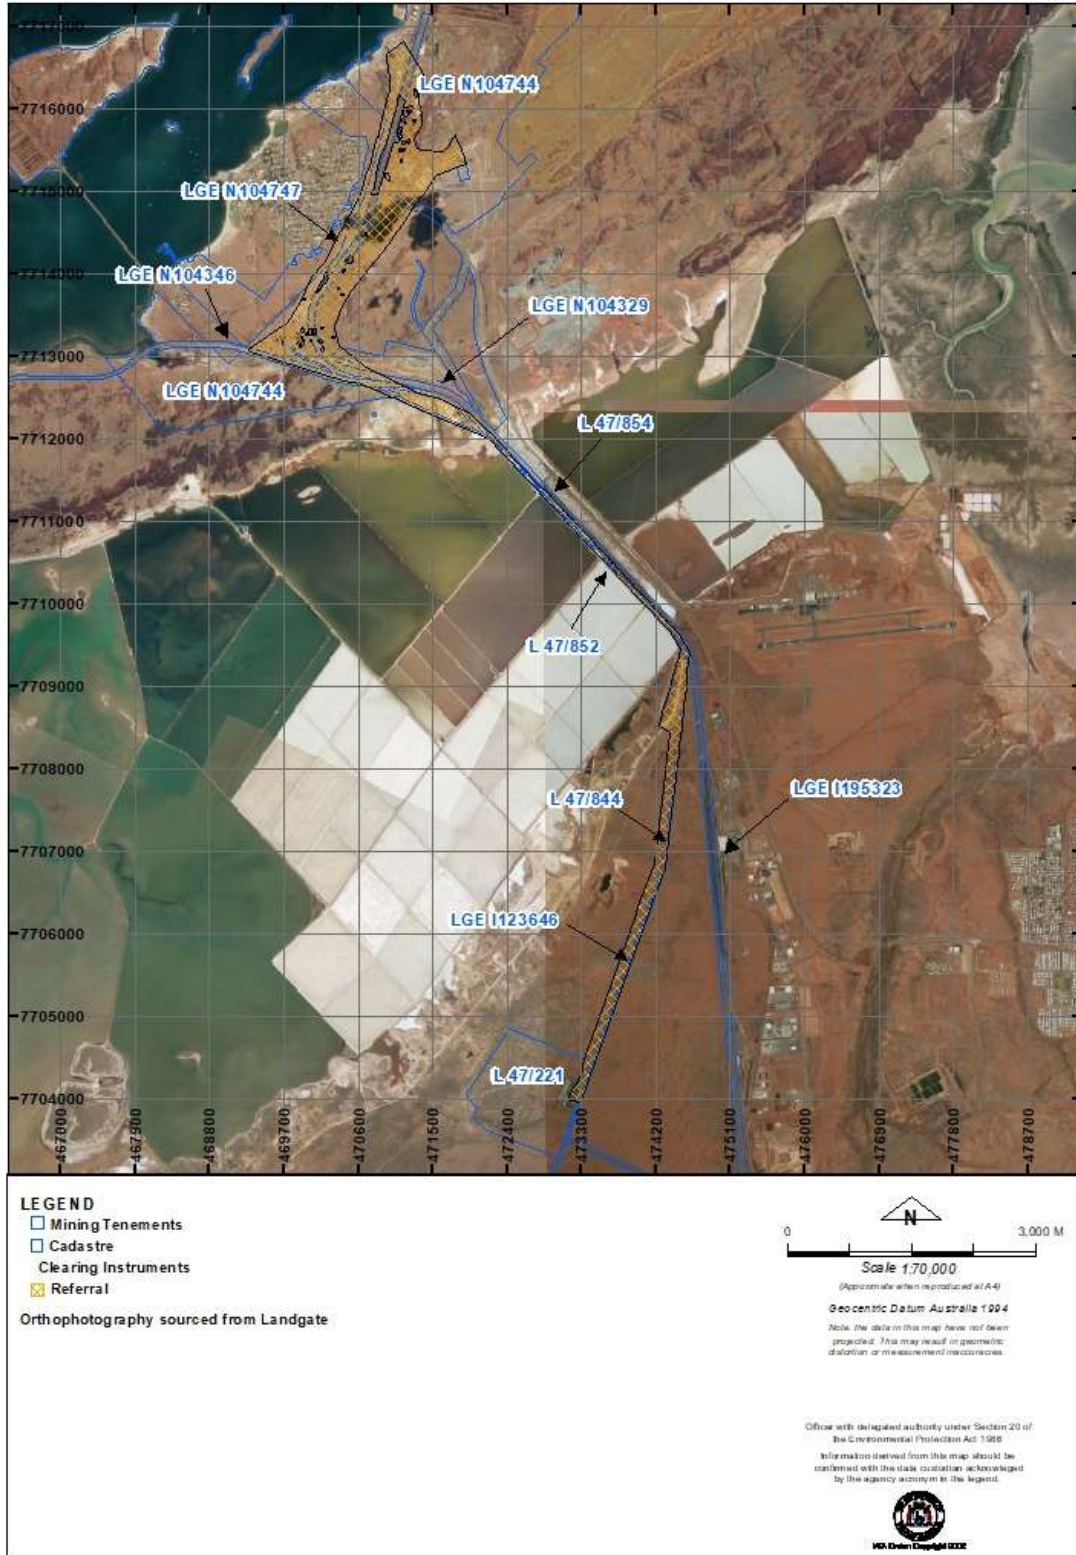 7717000
7716000
7715000
7714000
7713000
7712000
7711000
7710000
7709000
7708000
7707000
7706000
7705000
7704000
LGE N104744
LGE N104747
LGE N104346
LGE N104329
LGE N104744
L 47/854
L 47/852
LGE I195323
L 47/844
LGE I123646
L 47/221
467000
467900
468800
469700
470600
471500
472400
473300
474200
475100
476000
476900
477800
478700
LEGEND
Mining Tenements
Cadastre
Clearing Instruments
Referral
Orthophotography sourced from Landgate
N
0 3,000 M
Scale 1:70,000
(Approximate when reproduced at A4)
Geocentric Datum Australia 1994
Note: the data in this map have not been
projected. This may result in geometric
distortion or measurement inaccuracies.
Officer with delegated authority under Section 20 of
the Environmental Protection Act 1986
Information derived from this map should be
confirmed with the data custodian acknowledged
by the agency acronym in the legend.